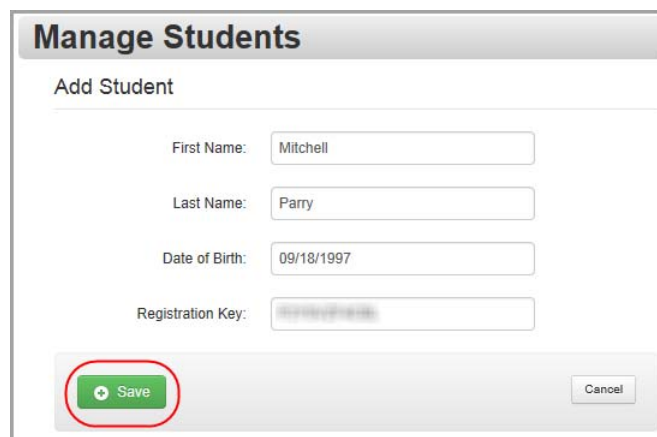 Manage Students
Add Student
First Name: Mitchell
Last Name: Parry
Date of Birth: 09/18/1997
Registration Key:
Save Cancel